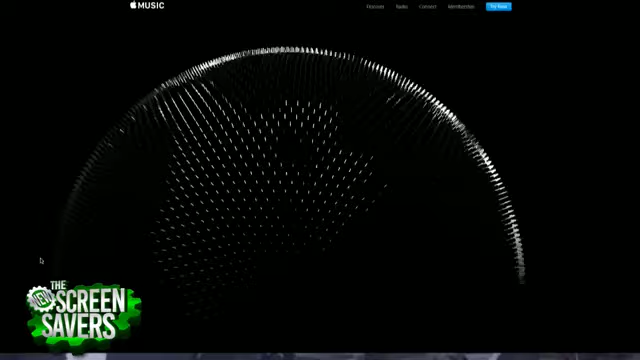 MUSIC
Features
Radio
Connect
Membership
Try Now
THE
NEW
SCREEN
SAVERS